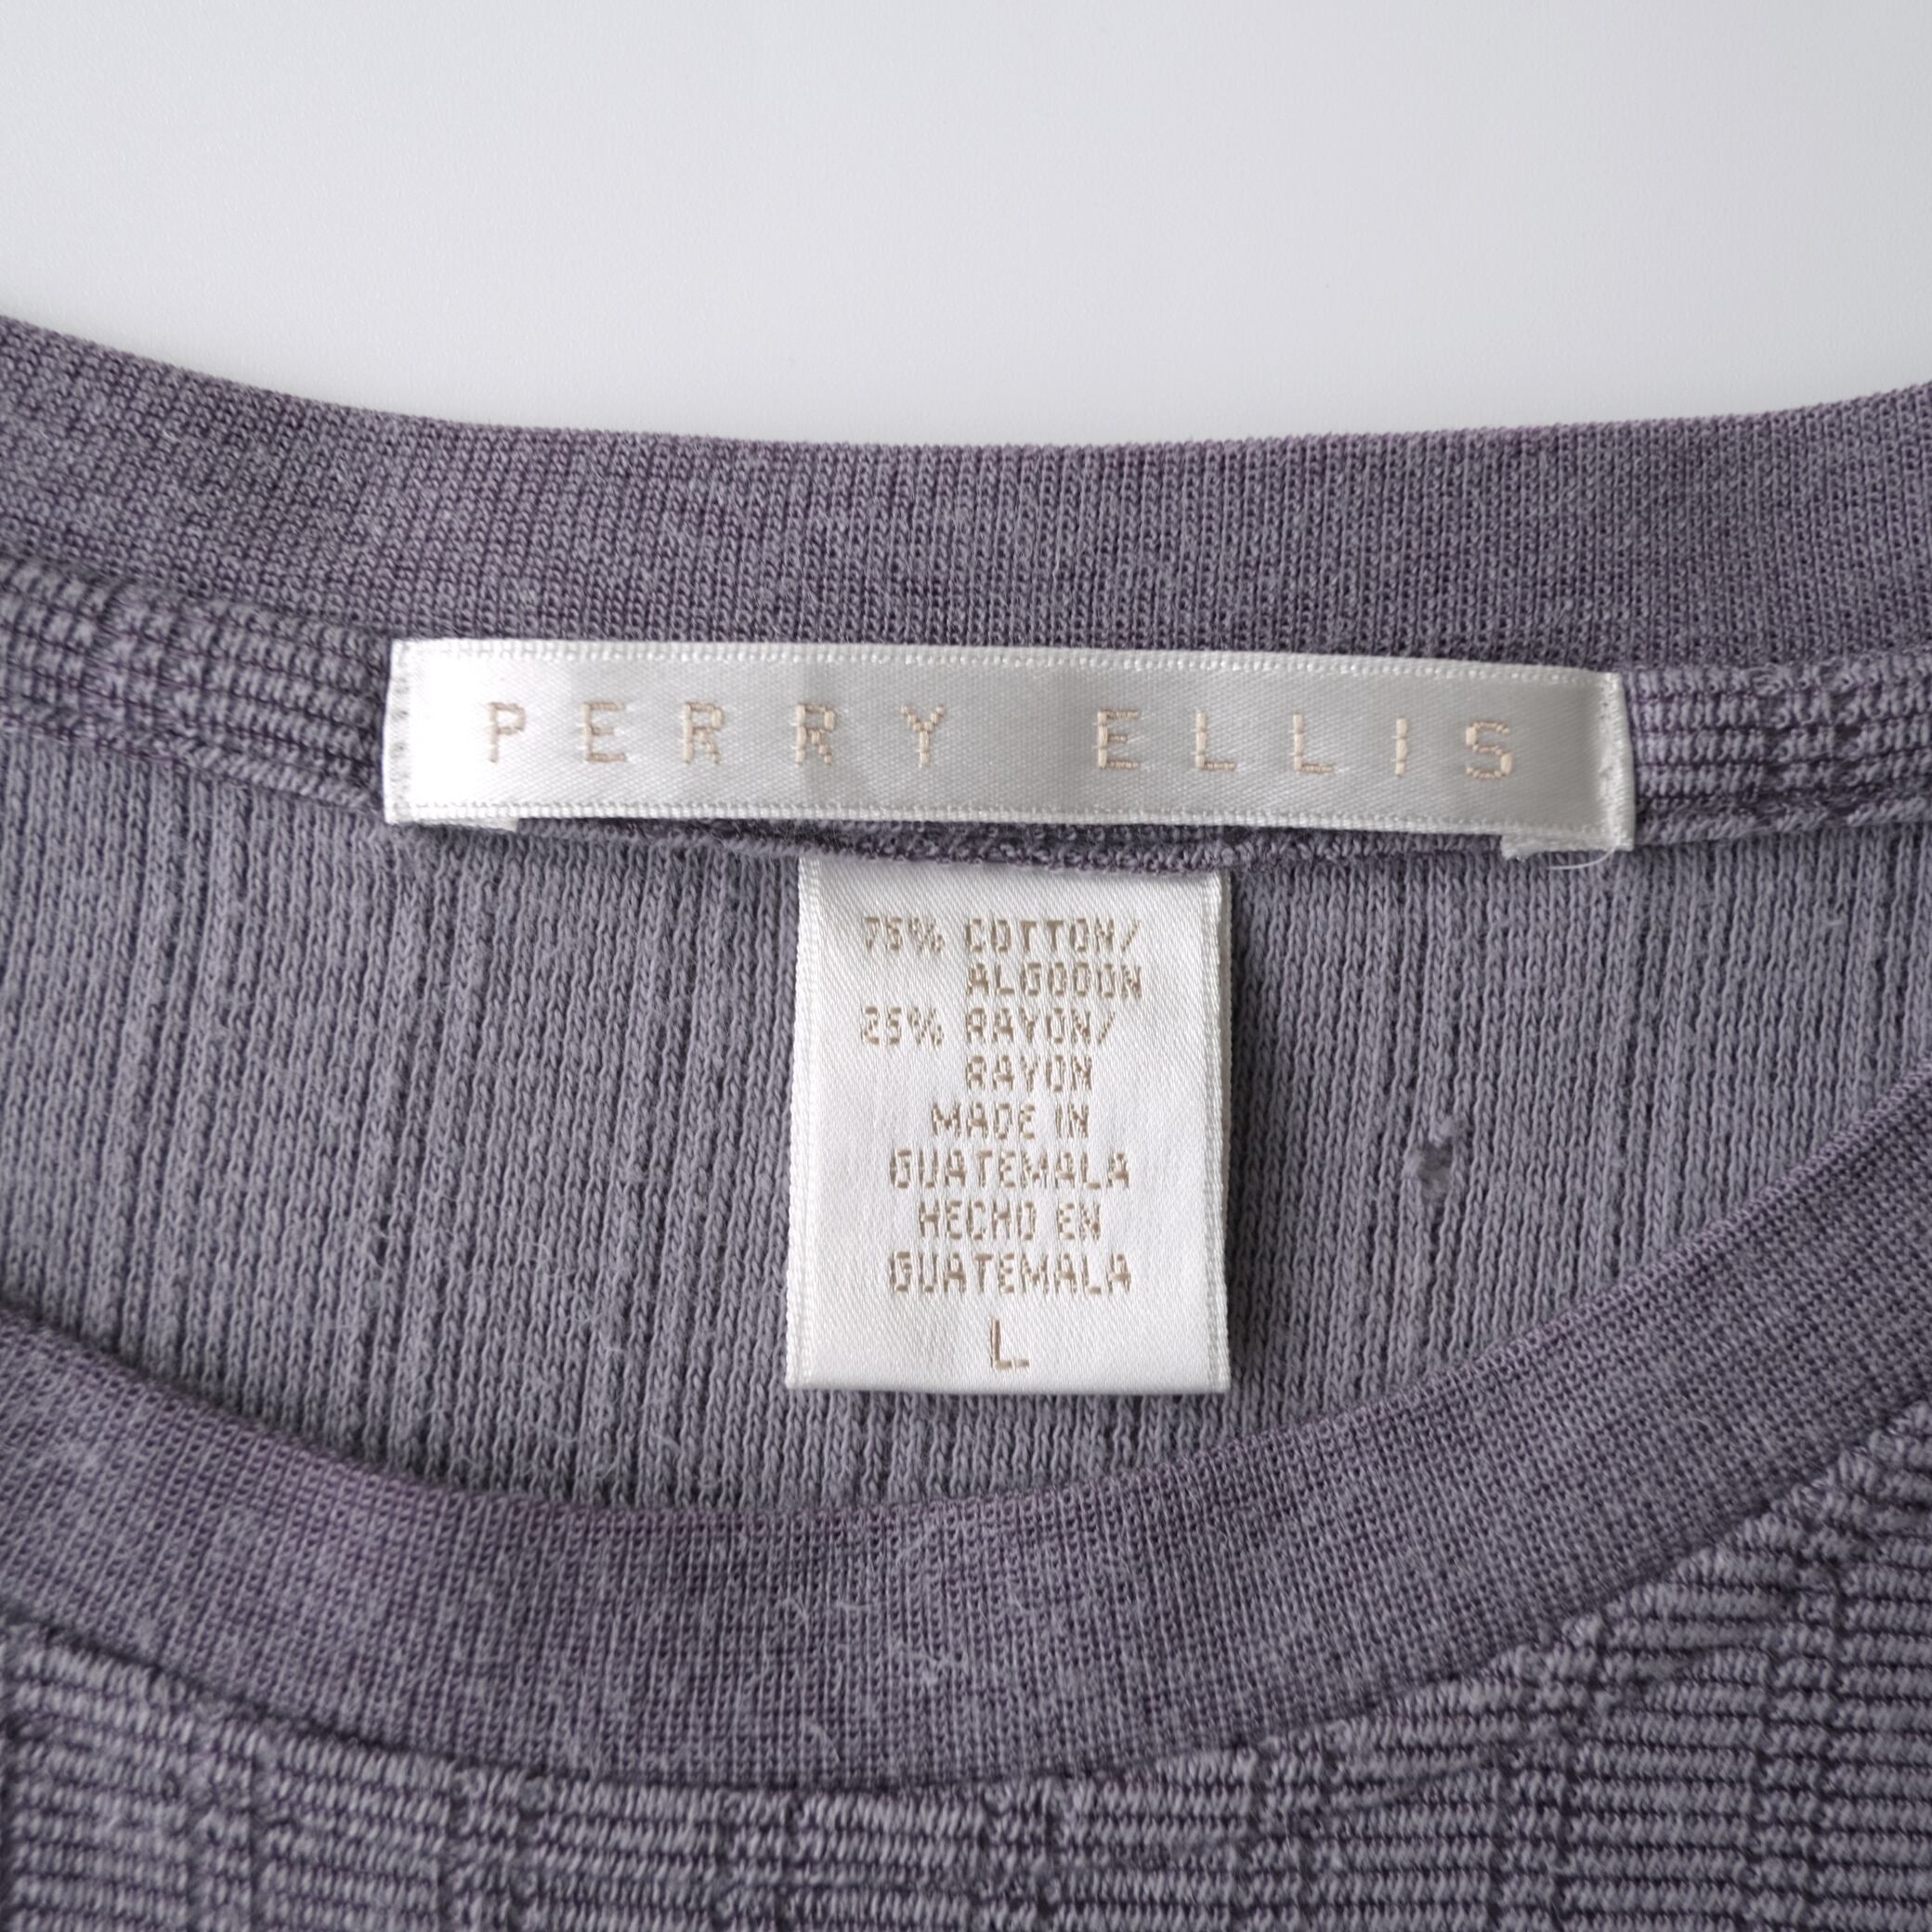 PERRY ELLIS
75% COTTON/
ALGODON
25% RAYON/
RAYON
MADE IN
GUATEMALA
HECHO EN
GUATEMALA
L